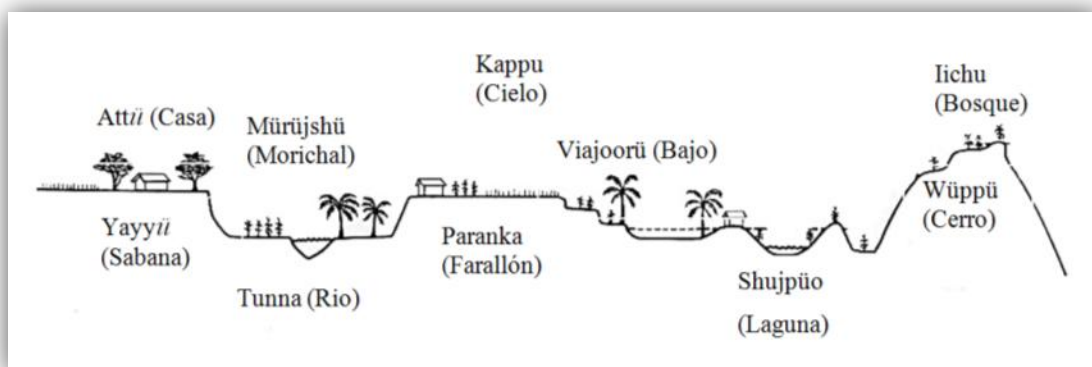 Kappu
(Cielo)
Iichu
(Bosque)
Attü (Casa)
Mürüjshü
(Morichal)
Viajoorü (Bajo)
Yayyü
(Sabana)
Paranka
(Farallón)
Wüppü
(Cerro)
Tunna (Rio)
Shujpüo
(Laguna)